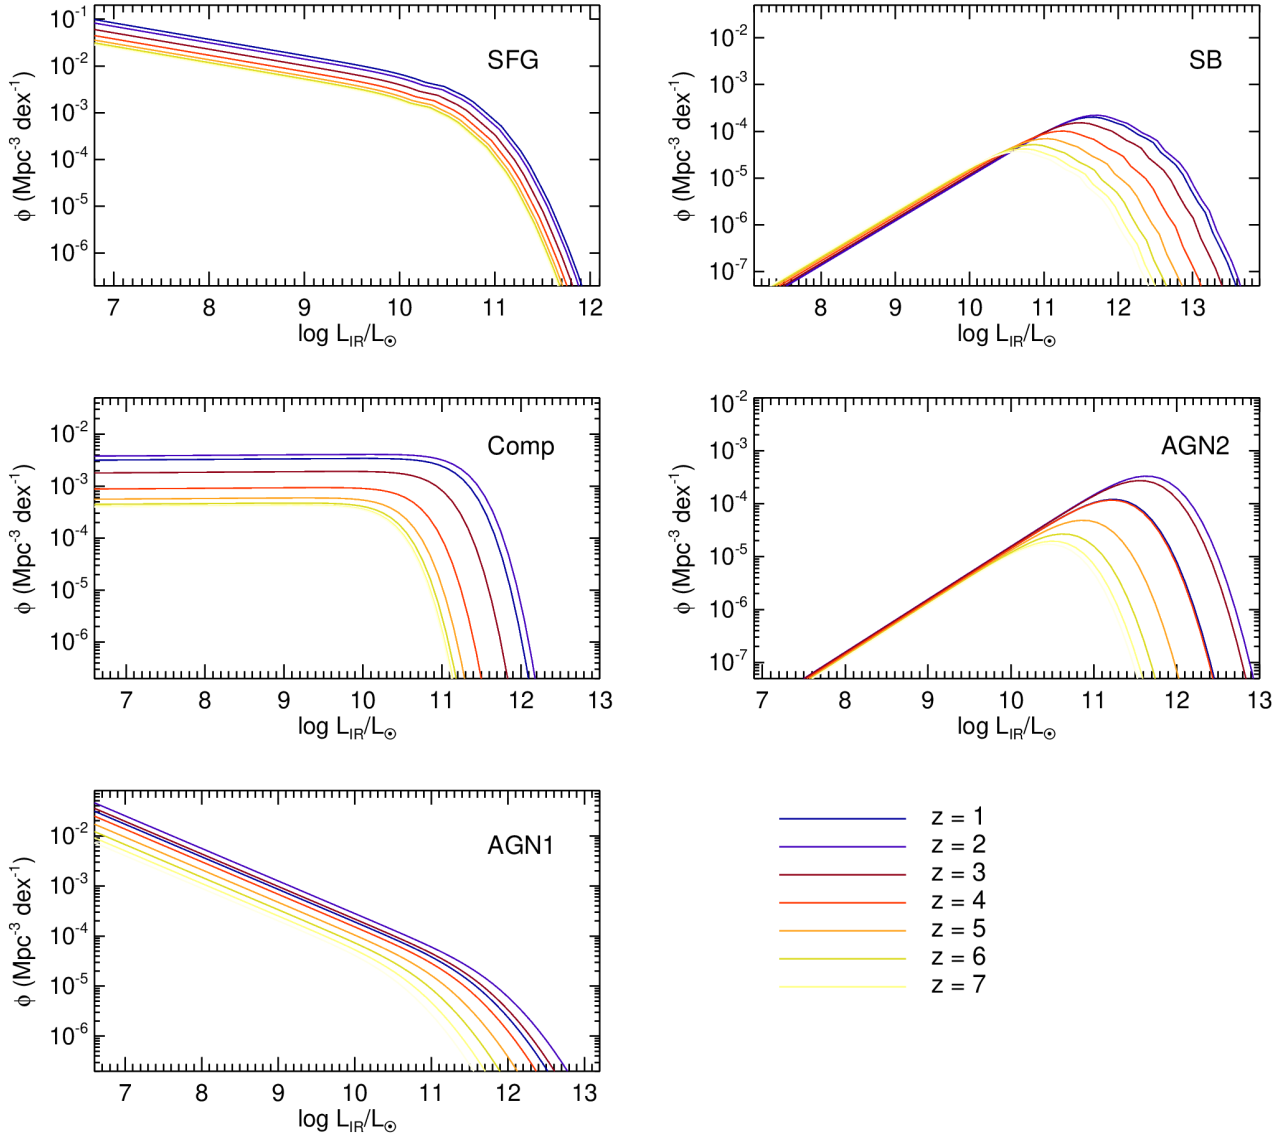 SFG
10⁻¹
10⁻²
10⁻³
10⁻⁴
10⁻⁵
10⁻⁶
ϕ (Mpc⁻³ dex⁻¹)
7 8 9 10 11 12
log L_IR/L_☉
SB
10⁻²
10⁻³
10⁻⁴
10⁻⁵
10⁻⁶
10⁻⁷
ϕ (Mpc⁻³ dex⁻¹)
8 9 10 11 12 13
log L_IR/L_☉
Comp
10⁻²
10⁻³
10⁻⁴
10⁻⁵
10⁻⁶
ϕ (Mpc⁻³ dex⁻¹)
7 8 9 10 11 12 13
log L_IR/L_☉
AGN2
10⁻²
10⁻³
10⁻⁴
10⁻⁵
10⁻⁶
10⁻⁷
ϕ (Mpc⁻³ dex⁻¹)
7 8 9 10 11 12 13
log L_IR/L_☉
AGN1
10⁻²
10⁻³
10⁻⁴
10⁻⁵
10⁻⁶
ϕ (Mpc⁻³ dex⁻¹)
7 8 9 10 11 12 13
log L_IR/L_☉
z = 1
z = 2
z = 3
z = 4
z = 5
z = 6
z = 7